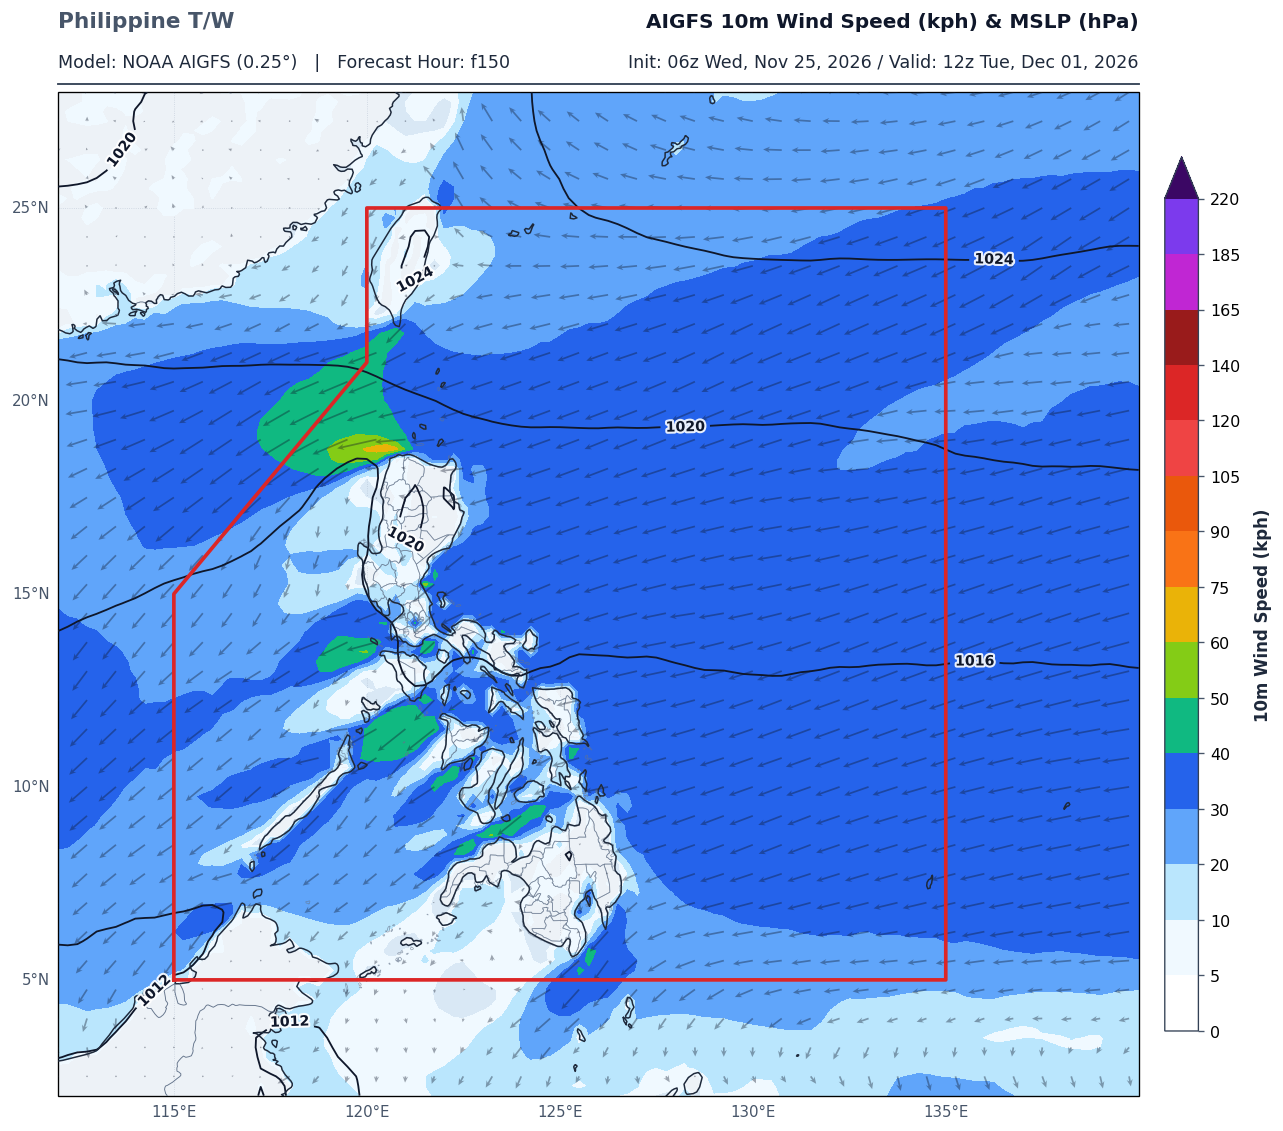 Philippine T/W
AIGFS 10m Wind Speed (kph) & MSLP (hPa)
Model: NOAA AIGFS (0.25°) | Forecast Hour: f150
Init: 06z Wed, Nov 25, 2026 / Valid: 12z Tue, Dec 01, 2026
1020
25°N
1024
1024
20°N
1020
1020
15°N
1016
10°N
5°N
1012
1012
115°E
120°E
125°E
130°E
135°E
220
185
165
140
120
105
90
75
60
50
40
30
20
10
5
0
10m Wind Speed (kph)